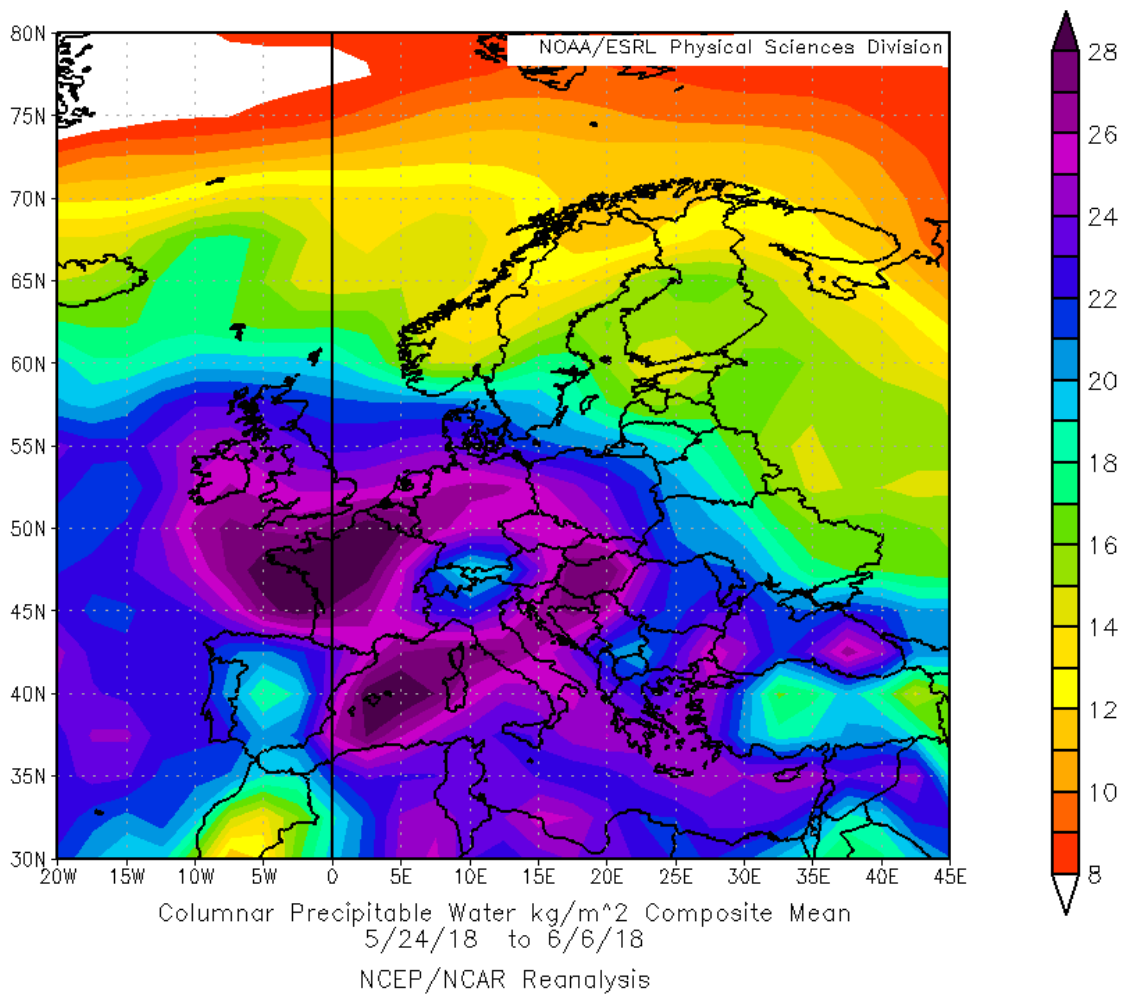 NOAA/ESRL Physical Sciences Division
80N
75N
70N
65N
60N
55N
50N
45N
40N
35N
30N
20W 15W 10W 5W 0 5E 10E 15E 20E 25E 30E 35E 40E 45E
28
26
24
22
20
18
16
14
12
10
8
Columnar Precipitable Water kg/m^2 Composite Mean
5/24/18 to 6/6/18
NCEP/NCAR Reanalysis